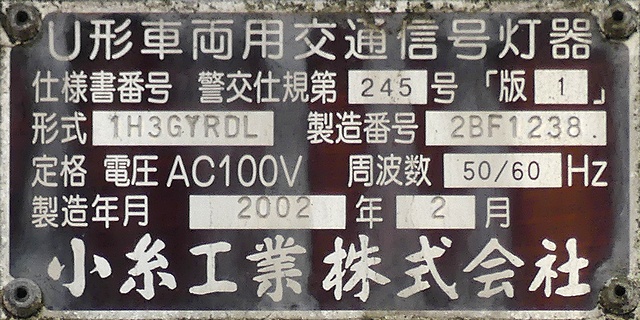 U形車両用交通信号灯器
仕様書番号 警交仕規第 245 号 「版 1 」
形式 1H3GYRDL 製造番号 2BF1238.
定格 電圧 AC100V 周波数 50/60 Hz
製造年月 2002 年 2 月
小糸工業株式会社